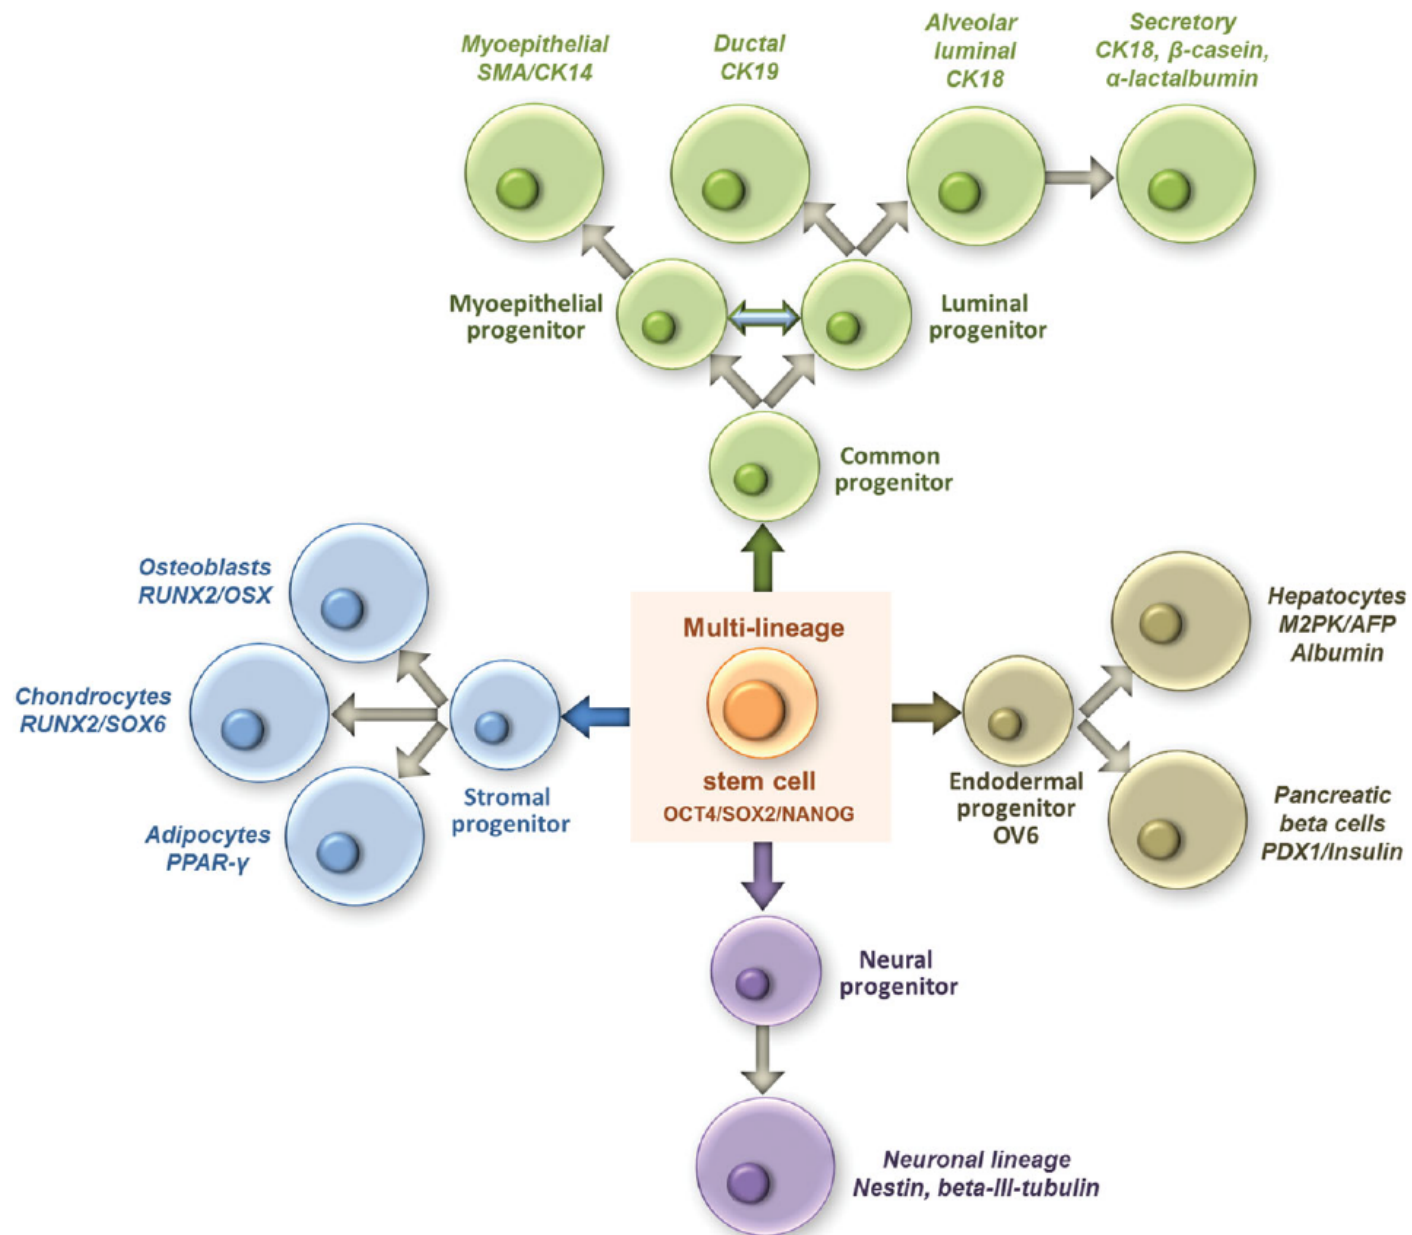 Myoepithelial
SMA/CK14
Ductal
CK19
Alveolar
luminal
CK18
Secretory
CK18, β-casein,
α-lactalbumin
Myoepithelial
progenitor
Luminal
progenitor
Common
progenitor
Osteoblasts
RUNX2/OSX
Chondrocytes
RUNX2/SOX6
Adipocytes
PPAR-γ
Stromal
progenitor
Multi-lineage
stem cell
OCT4/SOX2/NANOG
Endodermal
progenitor
OV6
Hepatocytes
M2PK/AFP
Albumin
Pancreatic
beta cells
PDX1/Insulin
Neural
progenitor
Neuronal lineage
Nestin, beta-III-tubulin